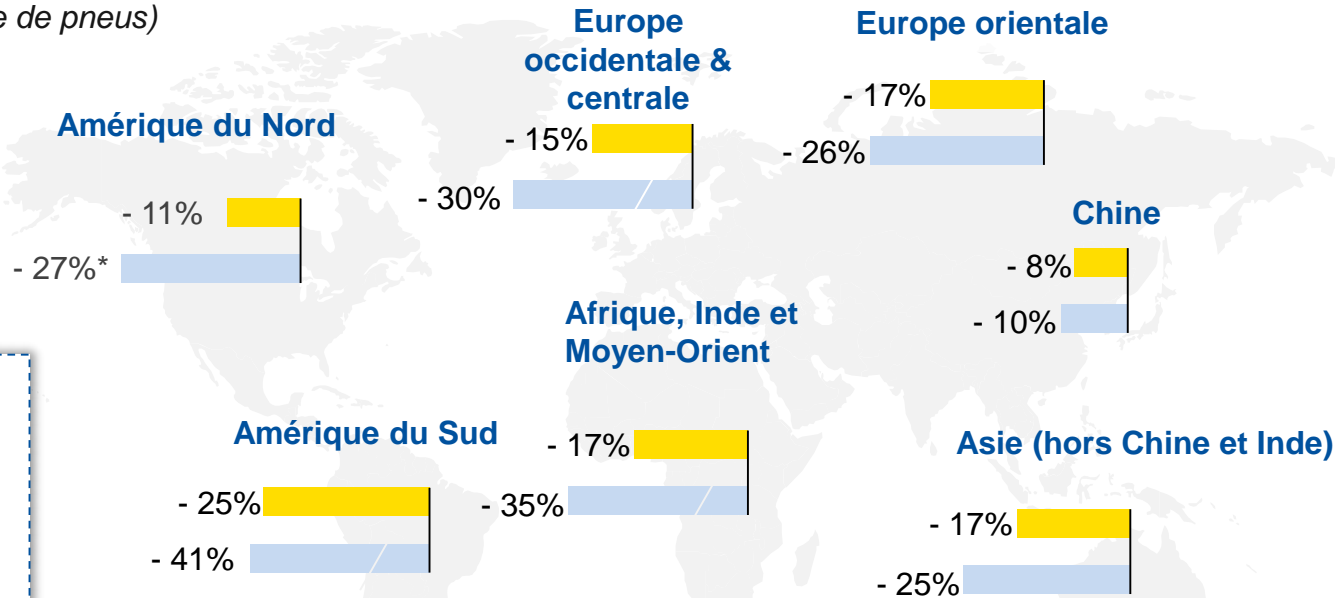 de pneus)
Europe
occidentale &
centrale
- 15%
- 30%
Europe orientale
- 17%
- 26%
Amérique du Nord
- 11%
- 27%*
Chine
- 8%
- 10%
Afrique, Inde et
Moyen-Orient
- 17%
- 35%
Amérique du Sud
- 25%
- 41%
Asie (hors Chine et Inde)
- 17%
- 25%